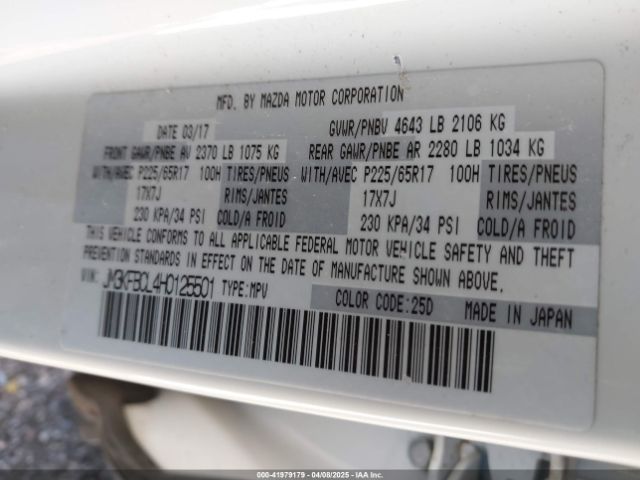 MFD. BY MAZDA MOTOR CORPORATION
DATE 03/17 GVWR/PNBV 4643 LB 2106 KG
FRONT GAWR/PNBE AV 2370 LB 1075 KG REAR GAWR/PNBE AR 2280 LB 1034 KG
WITH/AVEC P225/65R17 100H TIRES/PNEUS - WITH/AVEC P225/65R17 100H TIRES/PNEUS
17X7J RIMS/JANTES 17X7J RIMS/JANTES
230 KPA/34 PSI COLD/A FROID 230 KPA/34 PSI COLD/A FROID
THIS VEHICLE CONFORMS TO ALL APPLICABLE FEDERAL MOTOR VEHICLE SAFETY AND THEFT
PREVENTION STANDARDS IN EFFECT ON THE DATE OF MANUFACTURE SHOWN ABOVE.
VIN: JM3KFBCL4H0125501 TYPE:MPV
COLOR CODE:25D MADE IN JAPAN
000-41979179 04/08/2025 - IAAI.COM